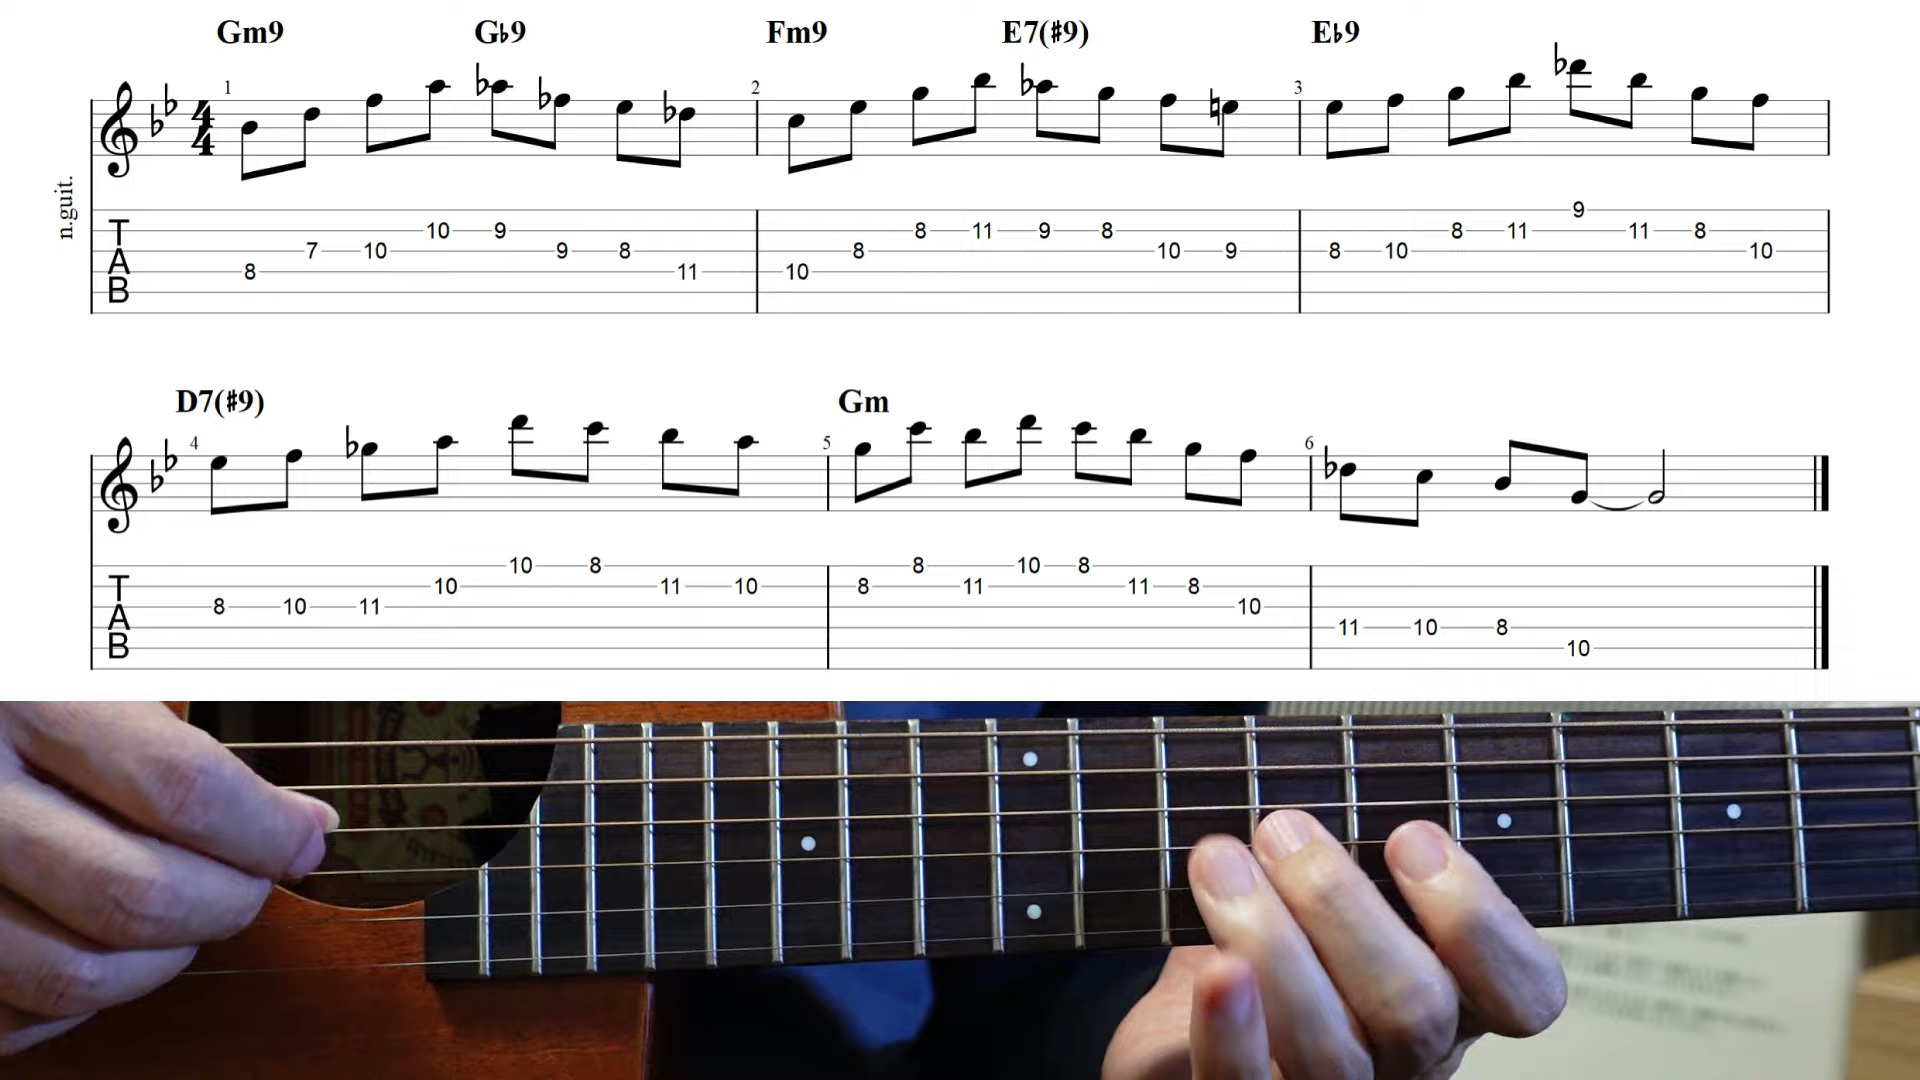 Gm9 G♭9 Fm9 E7(♯9) E♭9
4 4 1 2 3
n.guit.
9
10 9 8 11 9 8 8 11 11 8
7 10 9 8 8 10 9 8 10 10
8 11 10
T A B
D7(♯9) Gm
4 5 6
10 8 8 10 8
10 11 10 8 11 11 8
8 10 11 10
11 10 8
10
T A B